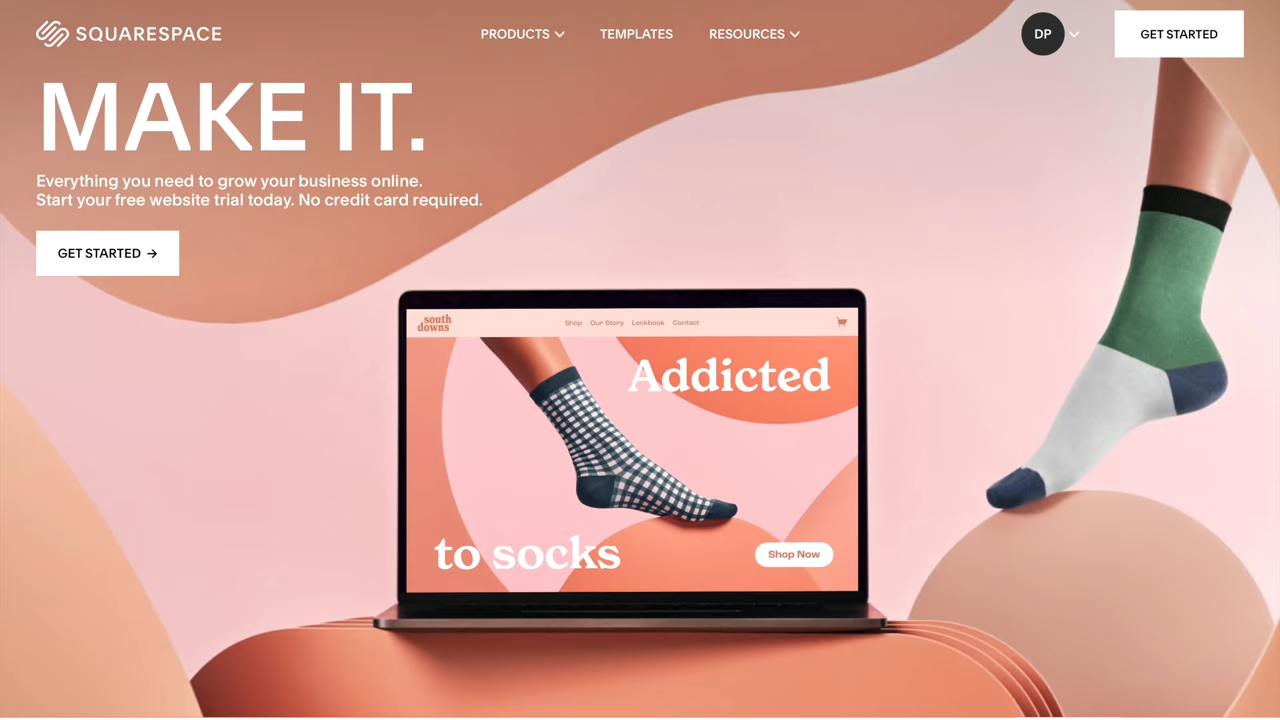 SQUARESPACE
PRODUCTS
TEMPLATES
RESOURCES
DP
GET STARTED
MAKE IT.
Everything you need to grow your business online.
Start your free website trial today. No credit card required.
GET STARTED →
south
downs
Shop
Our Story
Lookbook
Contact
Addicted
to socks
Shop Now